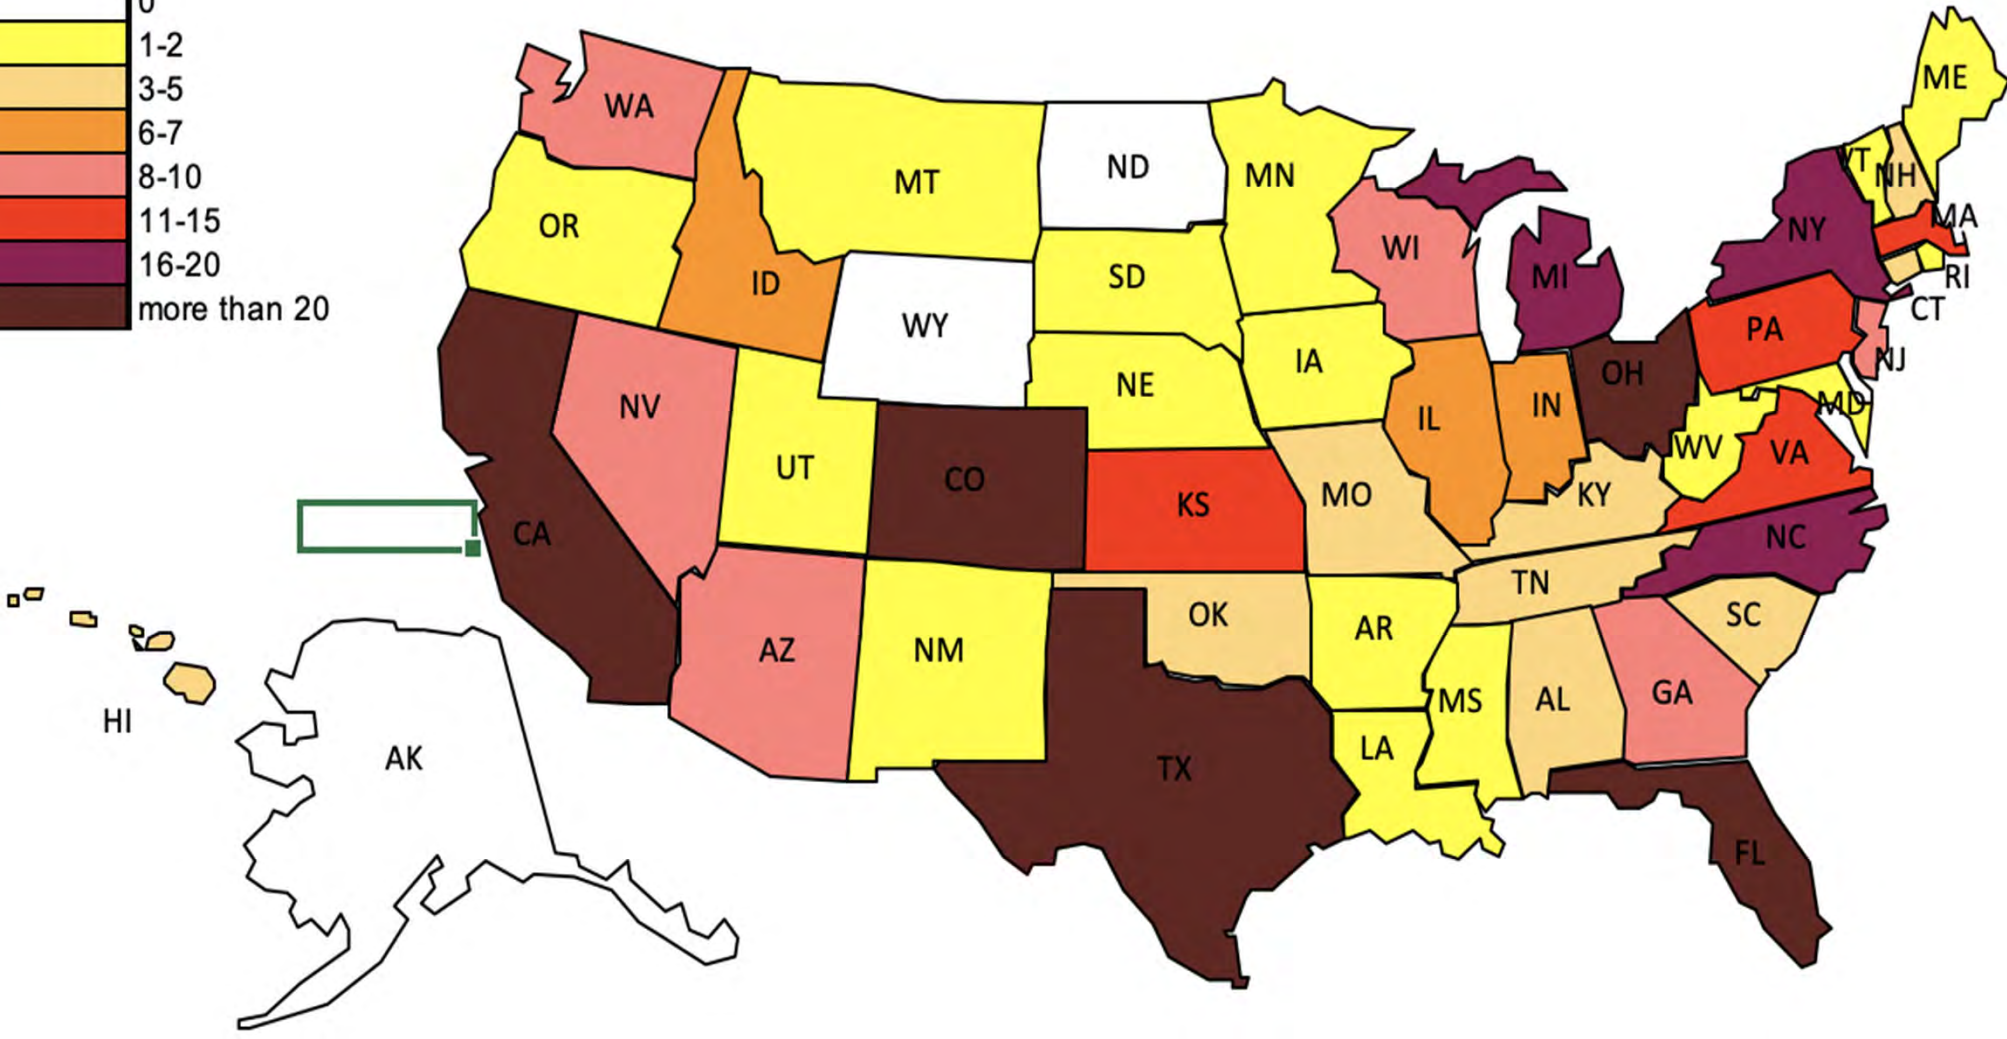 0
1-2
3-5
6-7
8-10
11-15
16-20
more than 20
WA
OR
ID
MT
ND
MN
WI
MI
NY
VT
NH
ME
MA
RI
CT
NJ
PA
MD
WY
SD
NE
IA
IL
IN
OH
WV
VA
KY
NC
NV
UT
CO
KS
MO
TN
SC
CA
AZ
NM
OK
AR
MS
AL
GA
TX
LA
FL
HI
AK